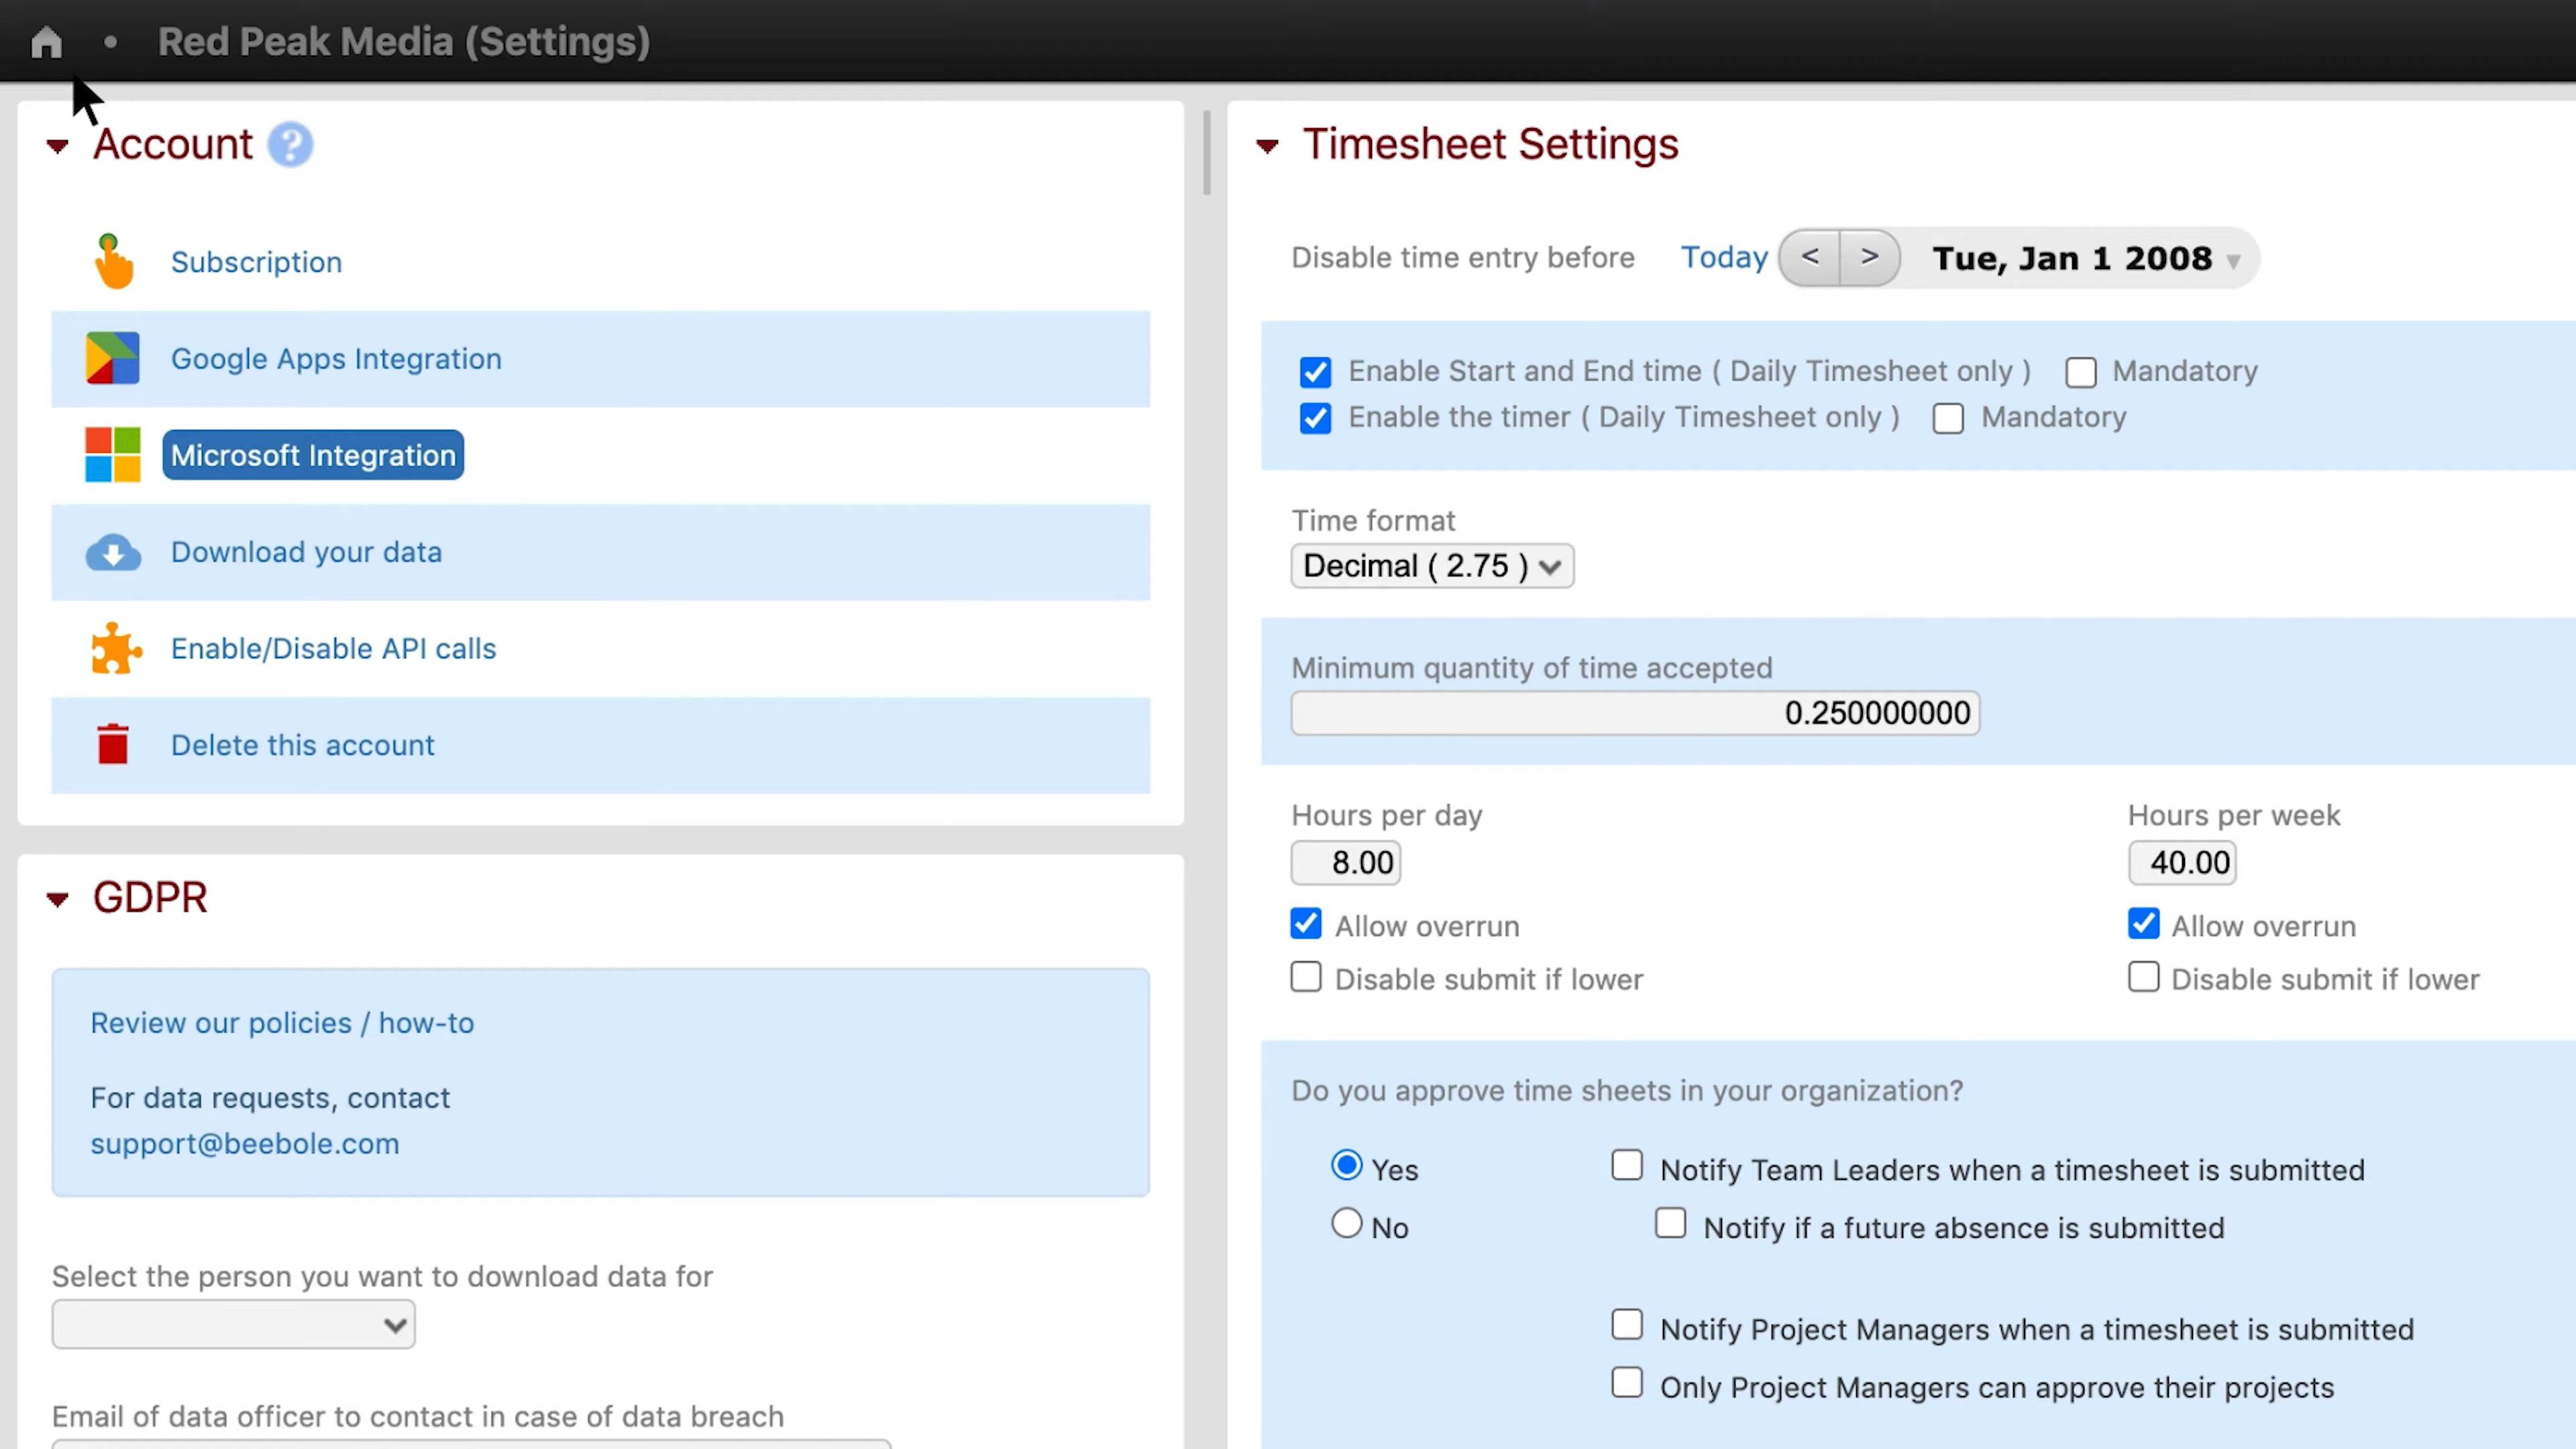 Red Peak Media (Settings)
Account ?
Subscription
Google Apps Integration
Microsoft Integration
Download your data
Enable/Disable API calls
Delete this account
GDPR
Review our policies / how-to
For data requests, contact
support@beebole.com
Select the person you want to download data for
Email of data officer to contact in case of data breach
Timesheet Settings
Disable time entry before Today < > Tue, Jan 1 2008
Enable Start and End time ( Daily Timesheet only ) Mandatory
Enable the timer ( Daily Timesheet only ) Mandatory
Time format
Decimal ( 2.75 )
Minimum quantity of time accepted
0.250000000
Hours per day Hours per week
8.00 40.00
Allow overrun Allow overrun
Disable submit if lower Disable submit if lower
Do you approve time sheets in your organization?
Yes Notify Team Leaders when a timesheet is submitted
No Notify if a future absence is submitted
Notify Project Managers when a timesheet is submitted
Only Project Managers can approve their projects